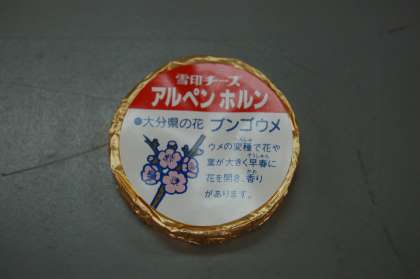 雪印チーズ
アルペン ホルン
●大分県の花 ブンゴウメ
ウメの変種で花や
葉が大きく早春に
花を開き、香り
があります。